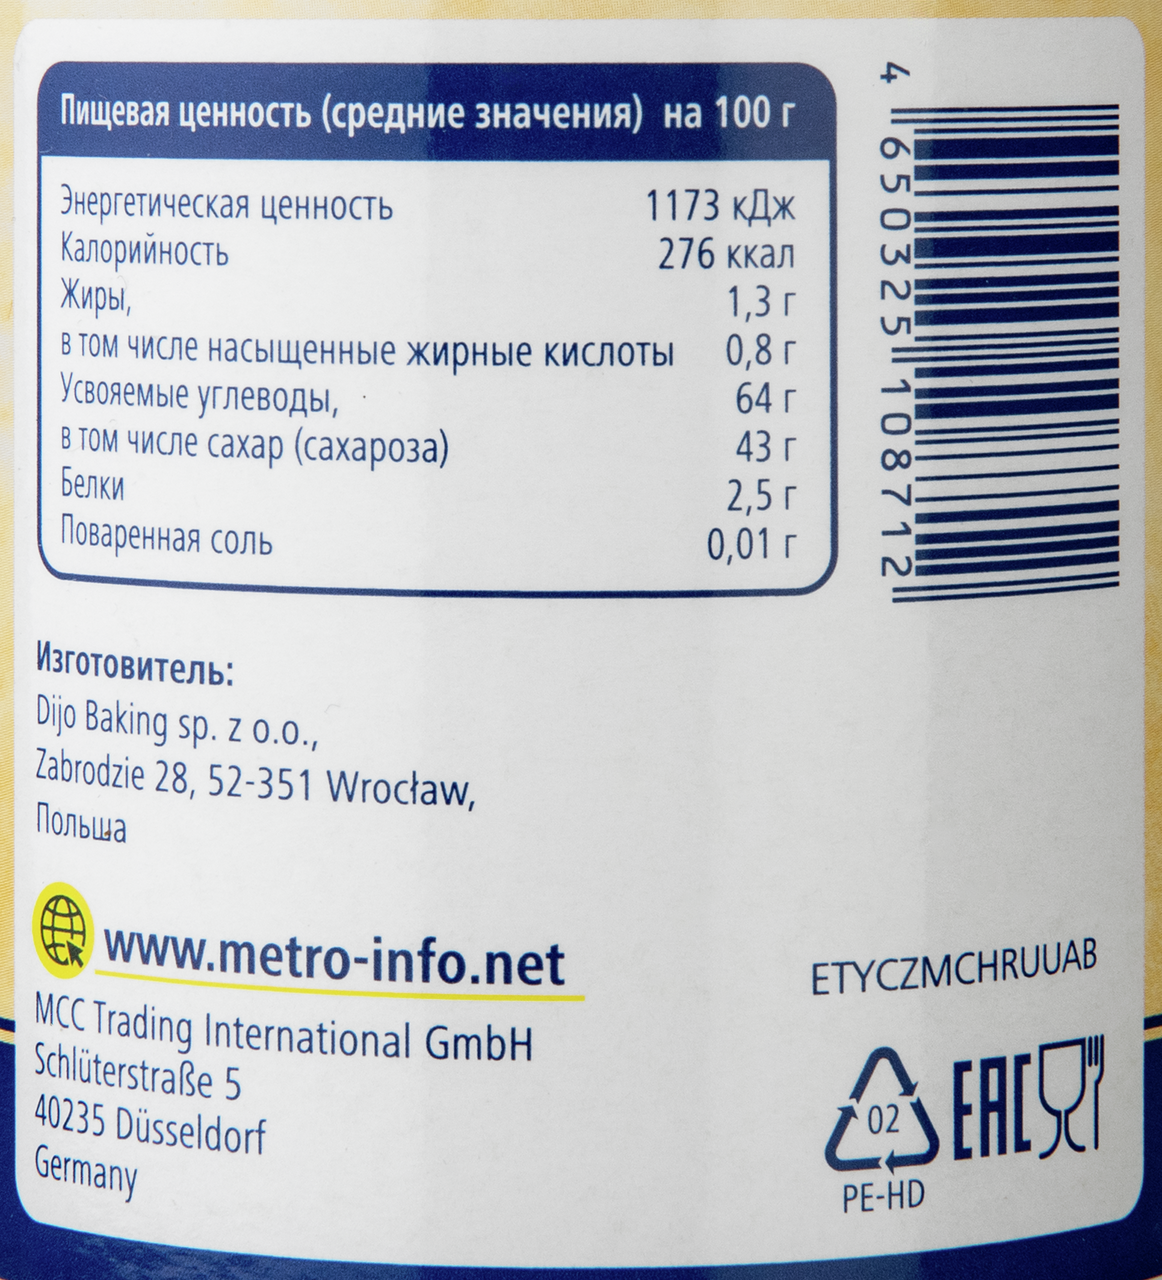 Пищевая ценность (средние значения) на 100 г
Энергетическая ценность 1173 кДж
Калорийность 276 ккал
Жиры, 1,3 г
в том числе насыщенные жирные кислоты 0,8 г
Усвояемые углеводы, 64 г
в том числе сахар (сахароза) 43 г
Белки 2,5 г
Поваренная соль 0,01 г
4 650325 108712
Изготовитель:
Dijo Baking sp. z o.o.,
Zabrodzie 28, 52-351 Wrocław,
Польша
www.metro-info.net
MCC Trading International GmbH
Schlüterstraße 5
40235 Düsseldorf
Germany
ETYCZMCHRUUAB
02
PE-HD
EAC